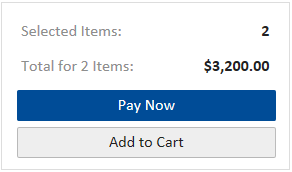 Selected Items: 2
Total for 2 Items: $3,200.00
Pay Now
Add to Cart